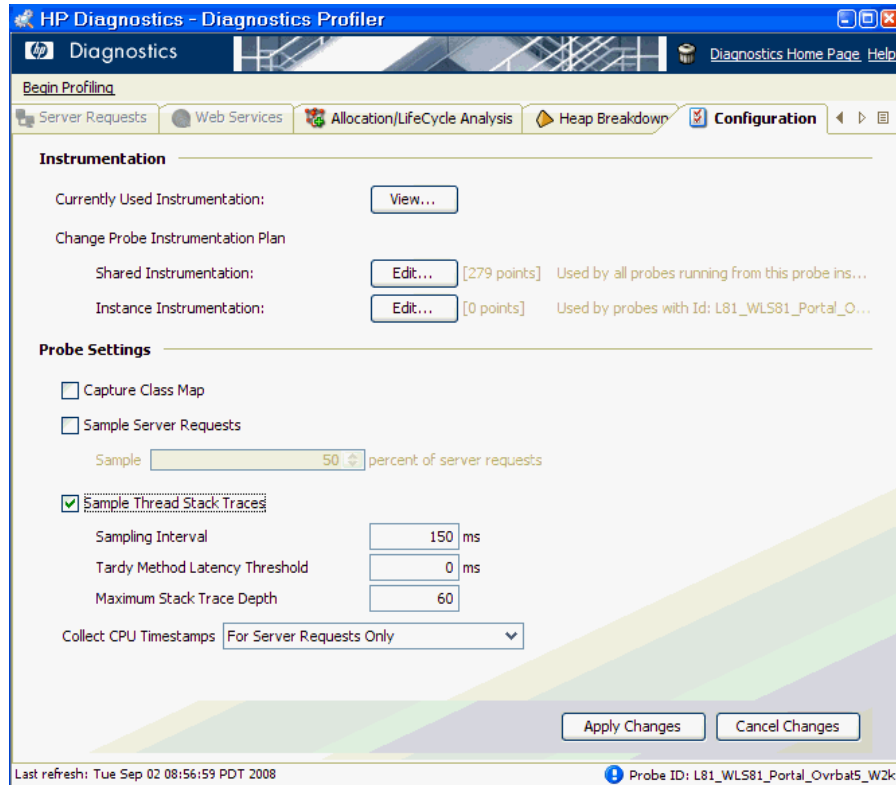 HP Diagnostics - Diagnostics Profiler
hp Diagnostics Diagnostics Home Page Help
Begin Profiling
Server Requests Web Services Allocation/LifeCycle Analysis Heap Breakdown Configuration
Instrumentation
Currently Used Instrumentation: View...
Change Probe Instrumentation Plan
Shared Instrumentation: Edit... [279 points] Used by all probes running from this probe ins...
Instance Instrumentation: Edit... [0 points] Used by probes with Id: L81_WLS81_Portal_O...
Probe Settings
Capture Class Map
Sample Server Requests
Sample 50 percent of server requests
Sample Thread Stack Traces
Sampling Interval 150 ms
Tardy Method Latency Threshold 0 ms
Maximum Stack Trace Depth 60
Collect CPU Timestamps For Server Requests Only
Apply Changes Cancel Changes
Last refresh: Tue Sep 02 08:56:59 PDT 2008 Probe ID: L81_WLS81_Portal_Ovrbat5_W2k